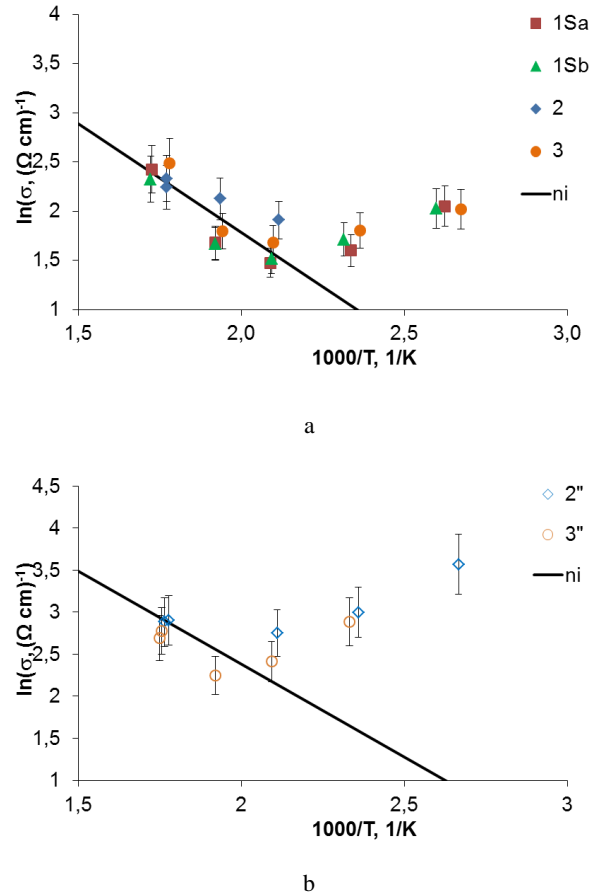 4
3,5
3
2,5
2
1,5
1
ln(σ, (Ω cm)⁻¹
1,5
2,0
2,5
3,0
1000/T, 1/K
1Sa
1Sb
2
3
ni
a
4,5
4
3,5
3
2,5
2
1,5
1
ln(σ, (Ω cm)⁻¹
1,5
2
2,5
3
1000/T, 1/K
2"
3"
ni
b